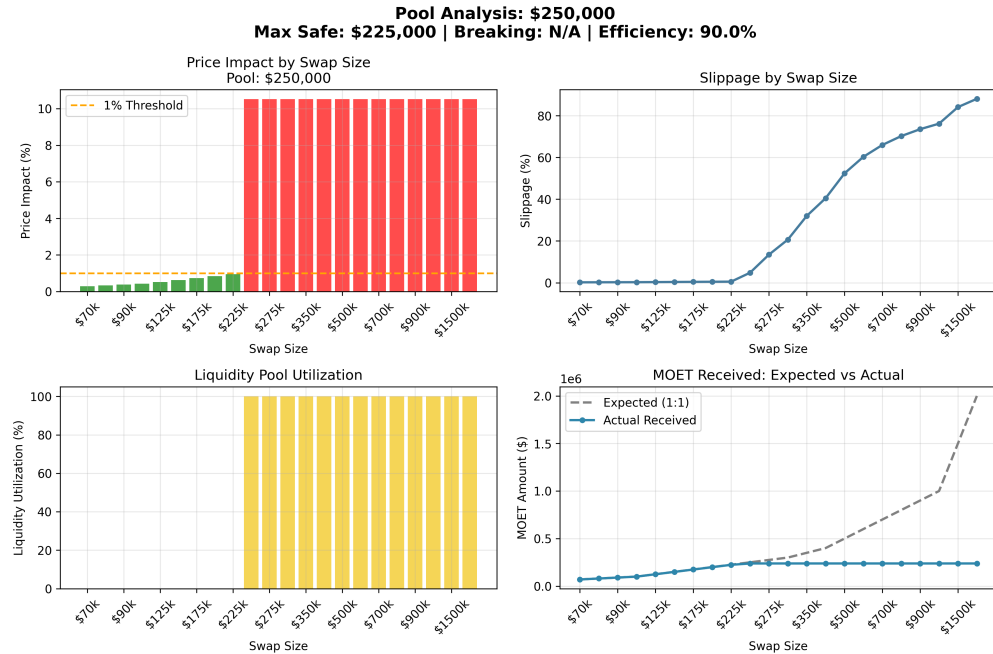 Pool Analysis: $250,000
Max Safe: $225,000 | Breaking: N/A | Efficiency: 90.0%
Price Impact by Swap Size
Pool: $250,000
1% Threshold
Price Impact (%)
10
8
6
4
2
0
$70k
$90k
$125k
$175k
$225k
$275k
$350k
$500k
$700k
$900k
$1500k
Swap Size
Slippage by Swap Size
Slippage (%)
80
60
40
20
0
$70k
$90k
$125k
$175k
$225k
$275k
$350k
$500k
$700k
$900k
$1500k
Swap Size
Liquidity Pool Utilization
Liquidity Utilization (%)
100
80
60
40
20
0
$70k
$90k
$125k
$175k
$225k
$275k
$350k
$500k
$700k
$900k
$1500k
Swap Size
MOET Received: Expected vs Actual
1e6
Expected (1:1)
Actual Received
MOET Amount ($)
2.0
1.5
1.0
0.5
0.0
$70k
$90k
$125k
$175k
$225k
$275k
$350k
$500k
$700k
$900k
$1500k
Swap Size